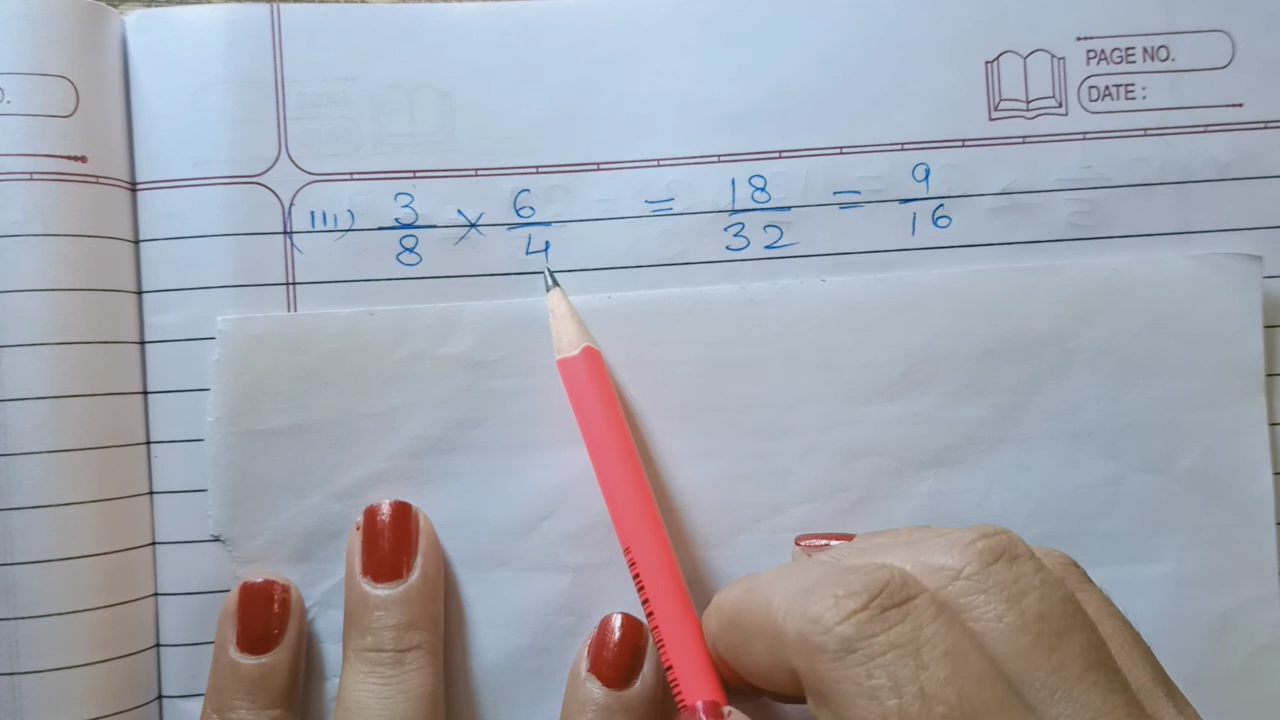 PAGE NO.
DATE :
(III) 3/8 × 6/4 = 18/32 = 9/16